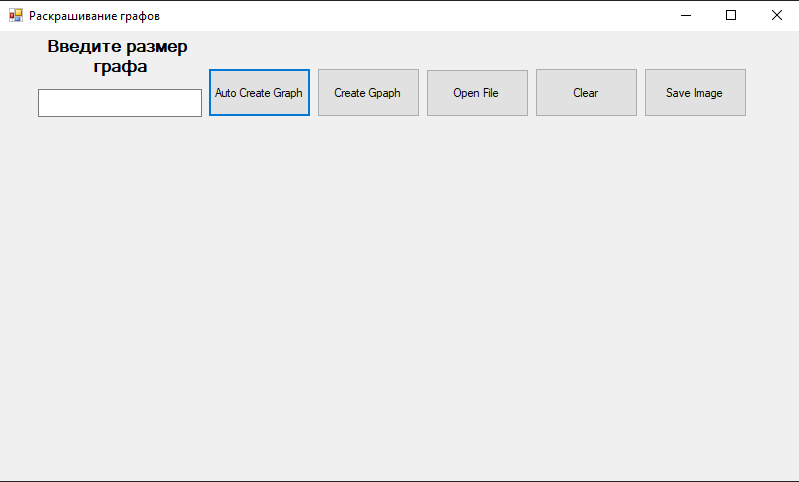 Раскрашивание графов
Введите размер
графа
Auto Create Graph
Create Gpaph
Open File
Clear
Save Image